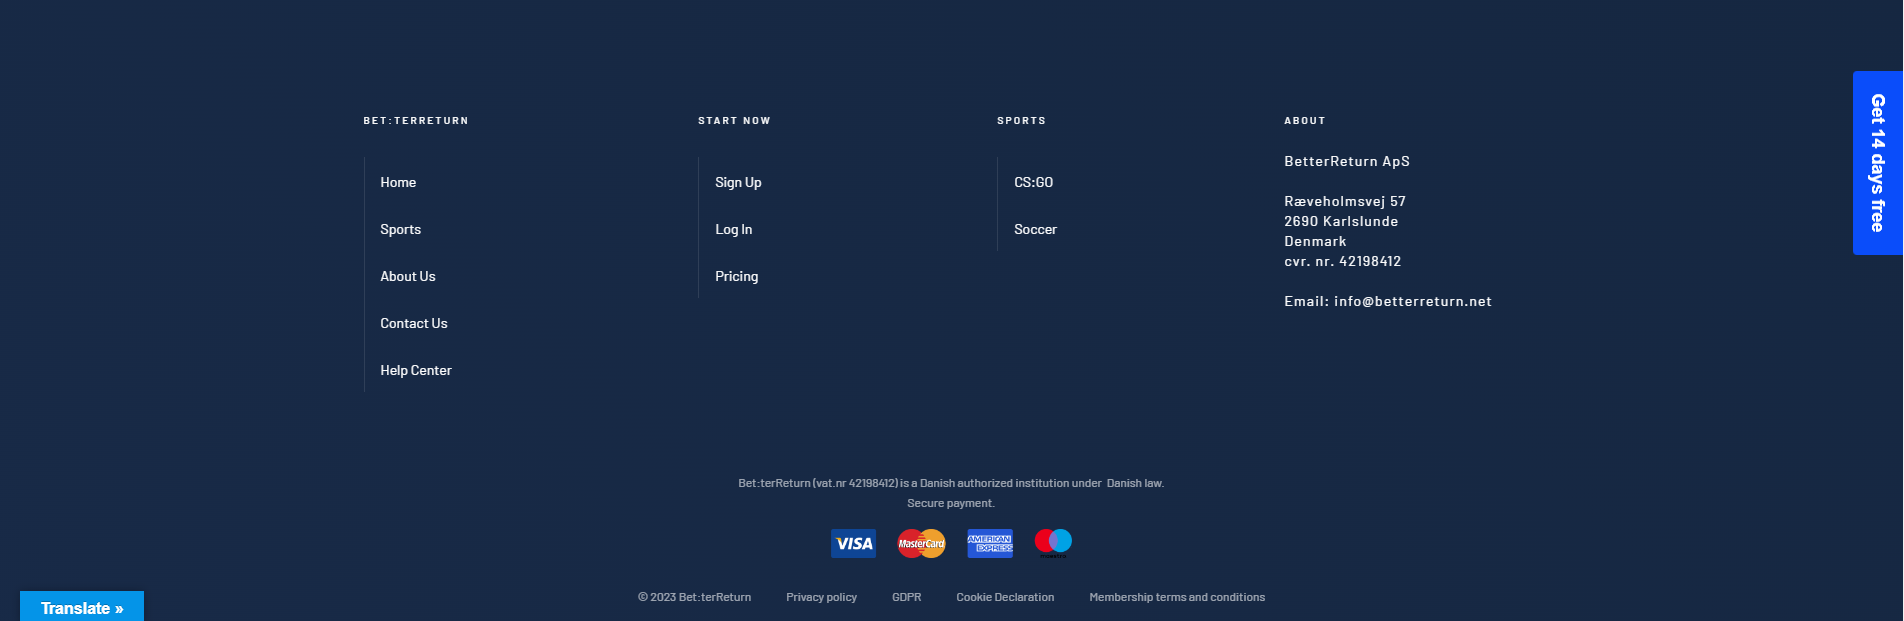 BET:TERRETURN
Home
Sports
About Us
Contact Us
Help Center
START NOW
Sign Up
Log In
Pricing
SPORTS
CS:GO
Soccer
ABOUT
BetterReturn ApS
Ræveholmsvej 57
2690 Karlslunde
Denmark
cvr. nr. 42198412
Email: info@betterreturn.net
Get 14 days free
Bet:terReturn (vat.nr 42198412) is a Danish authorized institution under Danish law.
Secure payment.
VISA
MasterCard
AMERICAN
EXPRESS
maestro
© 2023 Bet:terReturn
Privacy policy
GDPR
Cookie Declaration
Membership terms and conditions
Translate »